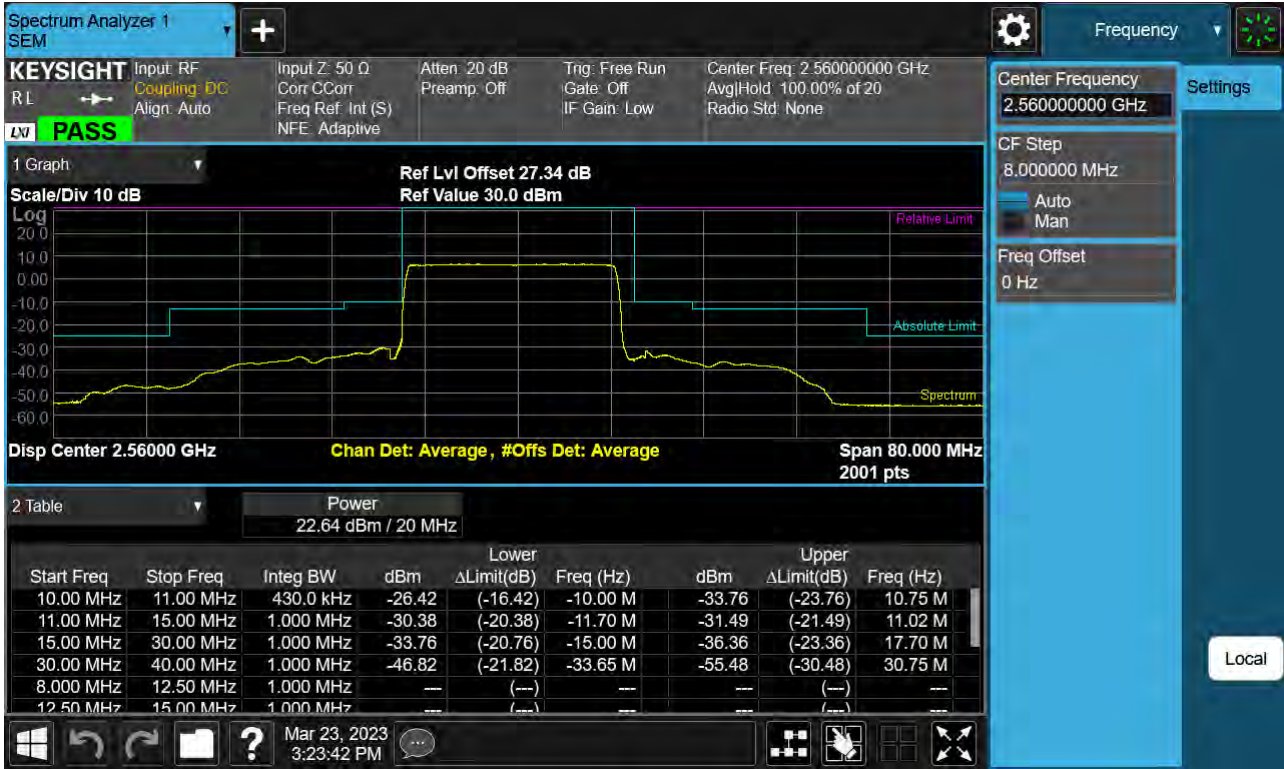 Spectrum Analyzer 1
SEM
Frequency
KEYSIGHT
R L
LXI
PASS
Input: RF
Coupling: DC
Align: Auto
Input Z: 50 Ω
Corr CCorr
Freq Ref: Int (S)
NFE: Adaptive
Atten: 20 dB
Preamp: Off
Trig: Free Run
Gate: Off
IF Gain: Low
Center Freq: 2.560000000 GHz
Avg|Hold: 100.00% of 20
Radio Std: None
Center Frequency
2.560000000 GHz
Settings
CF Step
8.000000 MHz
Auto
Man
Freq Offset
0 Hz
Local
1 Graph
Scale/Div 10 dB
Ref Lvl Offset 27.34 dB
Ref Value 30.0 dBm
Log
20.0
10.0
0.00
-10.0
-20.0
-30.0
-40.0
-50.0
-60.0
Relative Limit
Absolute Limit
Spectrum
Disp Center 2.56000 GHz
Chan Det: Average , #Offs Det: Average
Span 80.000 MHz
2001 pts
2 Table
Power
22.64 dBm / 20 MHz
Lower Upper
Start Freq Stop Freq Integ BW dBm ΔLimit(dB) Freq (Hz) dBm ΔLimit(dB) Freq (Hz)
10.00 MHz 11.00 MHz 430.0 kHz -26.42 (-16.42) -10.00 M -33.76 (-23.76) 10.75 M
11.00 MHz 15.00 MHz 1.000 MHz -30.38 (-20.38) -11.70 M -31.49 (-21.49) 11.02 M
15.00 MHz 30.00 MHz 1.000 MHz -33.76 (-20.76) -15.00 M -36.36 (-23.36) 17.70 M
30.00 MHz 40.00 MHz 1.000 MHz -46.82 (-21.82) -33.65 M -55.48 (-30.48) 30.75 M
8.000 MHz 12.50 MHz 1.000 MHz --- (---) --- --- (---) ---
12.50 MHz 15.00 MHz 1.000 MHz --- (---) --- --- (---) ---
?
Mar 23, 2023
3:23:42 PM